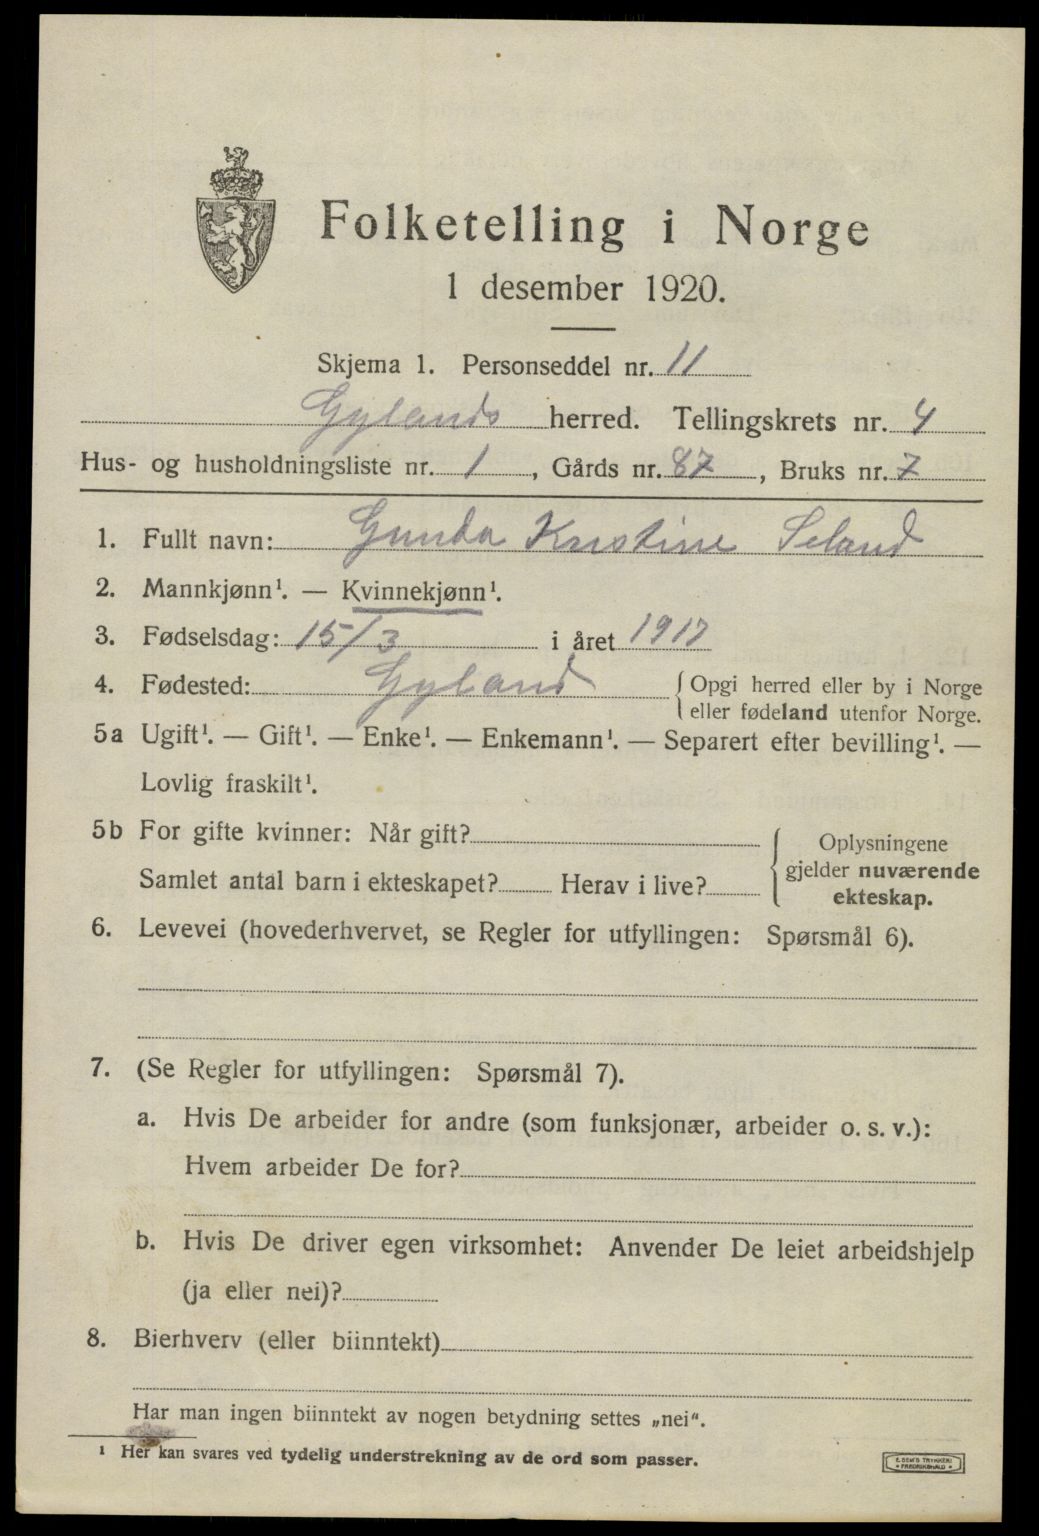 Folketelling i Norge
1 desember 1920.
Skjema 1. Personseddel nr. 11
Gylands herred. Tellingskrets nr. 4
Hus- og husholdningsliste nr. 1, Gårds nr. 87, Bruks nr. 7
1. Fullt navn: Gunda Kristine Seland
2. Mannkjønn¹. — Kvinnekjønn¹.
3. Fødselsdag: 15/3 i året 1917
4. Fødested: Gyland { Opgi herred eller by i Norge
eller fødeland utenfor Norge.
5a Ugift¹. — Gift¹. — Enke¹. — Enkemann¹. — Separert efter bevilling¹. —
Lovlig fraskilt¹.
5b For gifte kvinner: Når gift?
Samlet antal barn i ekteskapet? Herav i live?
Oplysningene
gjelder nuværende
ekteskap.
6. Levevei (hovederhvervet, se Regler for utfyllingen: Spørsmål 6).
7. (Se Regler for utfyllingen: Spørsmål 7).
a. Hvis De arbeider for andre (som funksjonær, arbeider o. s. v.):
Hvem arbeider De for?
b. Hvis De driver egen virksomhet: Anvender De leiet arbeidshjelp
(ja eller nei)?
8. Bierhverv (eller biinntekt)
Har man ingen biinntekt av nogen betydning settes „nei“.
¹ Her kan svares ved tydelig understrekning av de ord som passer.
E. SEM'S TRYKKERI
• FREDRIKSHALD •